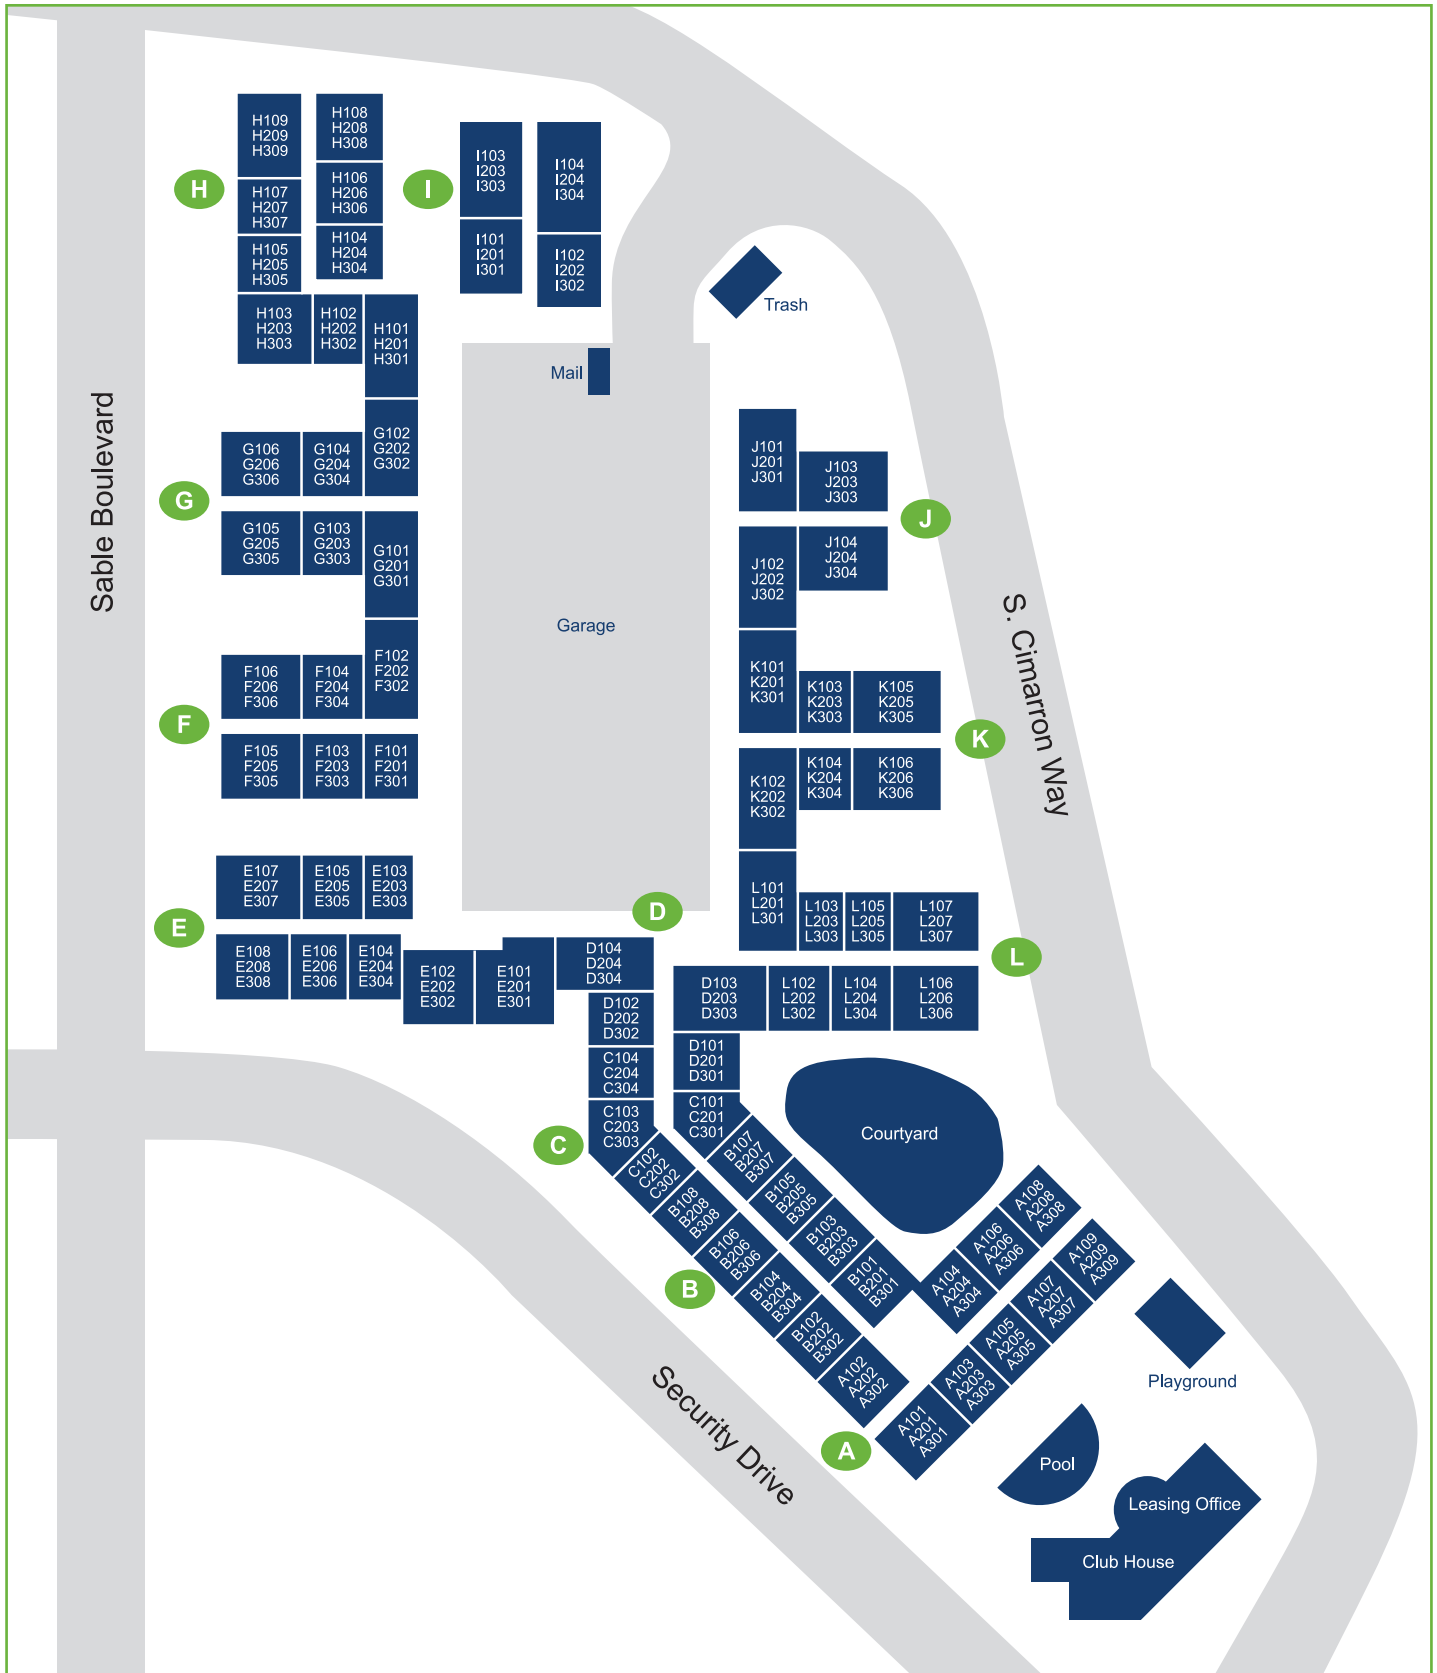 H109
H209
H309
H108
H208
H308
H
H107
H207
H307
H106
H206
H306
H105
H205
H305
H104
H204
H304
H103
H203
H303
H102
H202
H302
H101
H201
H301
I
I103
I203
I303
I104
I204
I304
I101
I201
I301
I102
I202
I302
Trash
Mail
Garage
Sable Boulevard
G102
G202
G302
G106
G206
G306
G104
G204
G304
G
G105
G205
G305
G103
G203
G303
G101
G201
G301
F102
F202
F302
F106
F206
F306
F104
F204
F304
F
F105
F205
F305
F103
F203
F303
F101
F201
F301
J101
J201
J301
J103
J203
J303
J
J102
J202
J302
J104
J204
J304
S. Cimarron Way
K101
K201
K301
K103
K203
K303
K105
K205
K305
K
K102
K202
K302
K104
K204
K304
K106
K206
K306
E107
E207
E307
E105
E205
E305
E103
E203
E303
E
E108
E208
E308
E106
E206
E306
E104
E204
E304
E102
E202
E302
E101
E201
E301
D
D104
D204
D304
D102
D202
D302
D103
D203
D303
D101
D201
D301
L101
L201
L301
L103
L203
L303
L105
L205
L305
L107
L207
L307
L
L102
L202
L302
L104
L204
L304
L106
L206
L306
C104
C204
C304
C103
C203
C303
C101
C201
C301
C
C102
C202
C302
Courtyard
B107
B207
B307
B105
B205
B305
B103
B203
B303
B101
B201
B301
B108
B208
B308
B106
B206
B306
B
B104
B204
B304
B102
B202
B302
A108
A208
A308
A106
A206
A306
A104
A204
A304
A109
A209
A309
A107
A207
A307
A105
A205
A305
A103
A203
A303
A102
A202
A302
A101
A201
A301
A
Security Drive
Playground
Pool
Leasing Office
Club House